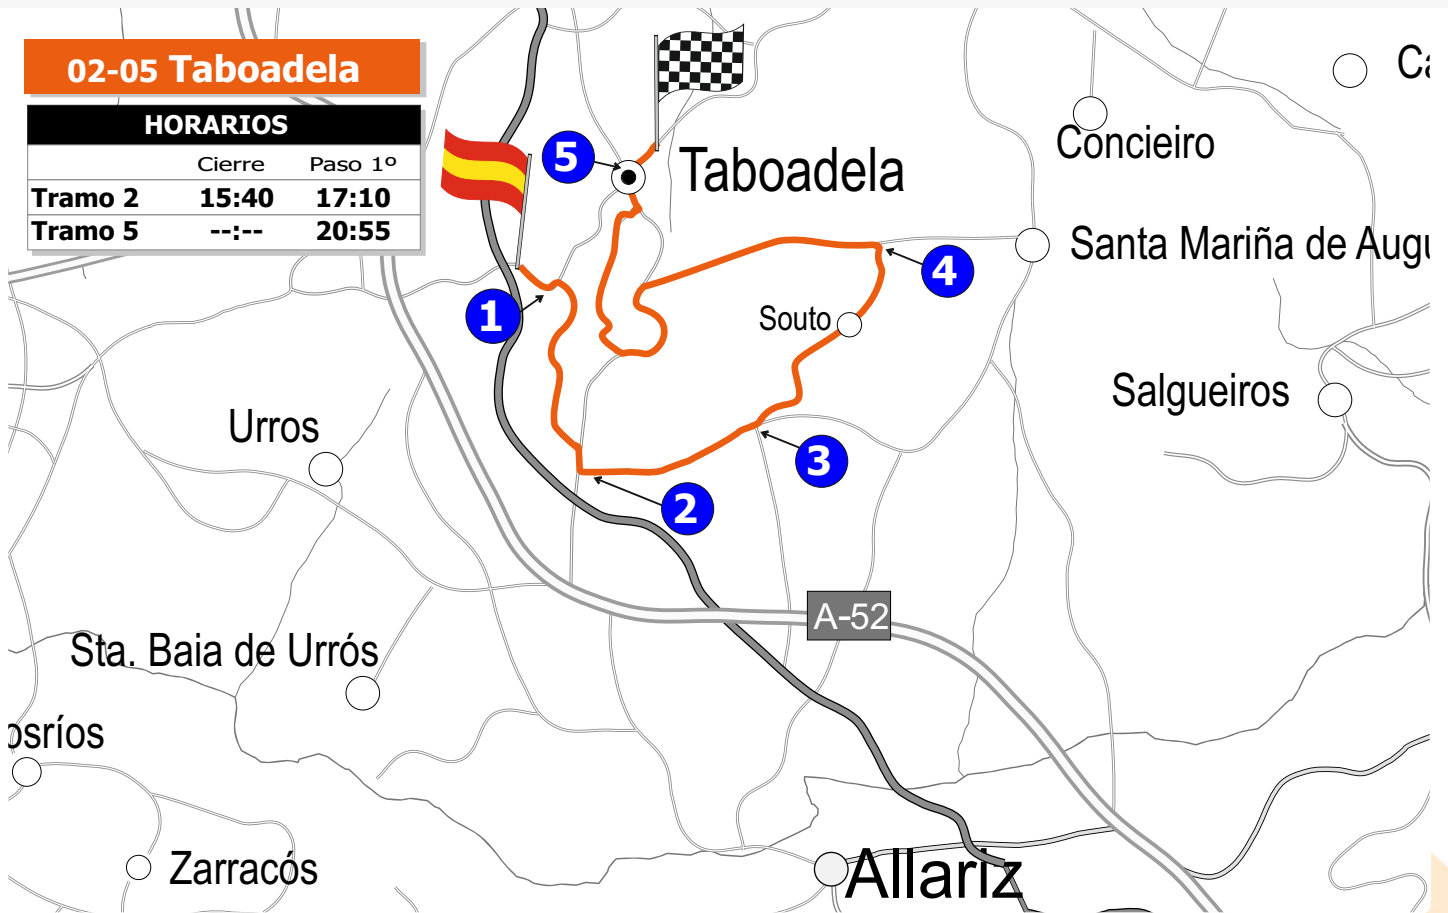 02-05 Taboadela
HORARIOS
Cierre Paso 1º
Tramo 2 15:40 17:10
Tramo 5 --:-- 20:55
5
Taboadela
Concieiro
Santa Mariña de Augu
4
1
Souto
Salgueiros
Urros
3
2
A-52
Sta. Baia de Urrós
osríos
Zarracós
Allariz